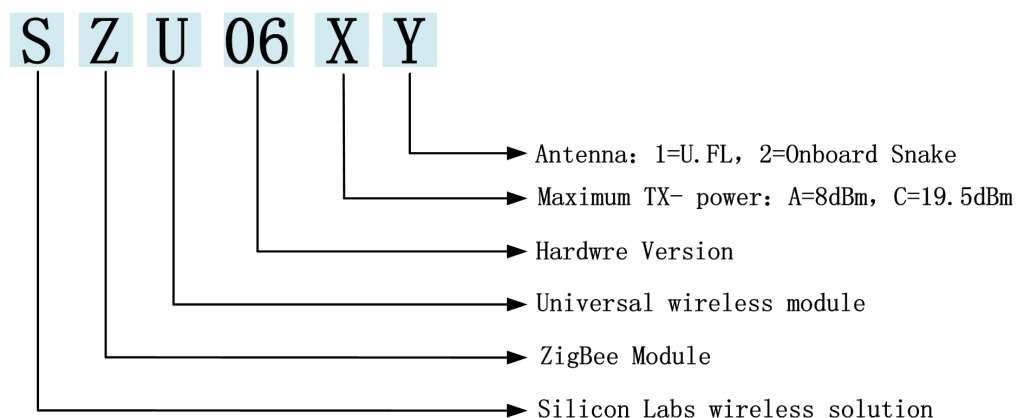 S Z U 06 X Y
Antenna: 1=U.FL, 2=Onboard Snake
Maximum TX- power: A=8dBm, C=19.5dBm
Hardwre Version
Universal wireless module
ZigBee Module
Silicon Labs wireless solution